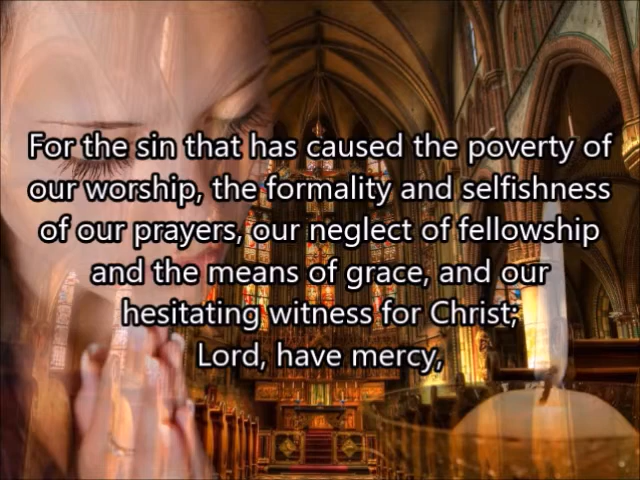 For the sin that has caused the poverty of
our worship, the formality and selfishness
of our prayers, our neglect of fellowship
and the means of grace, and our
hesitating witness for Christ;
Lord, have mercy,